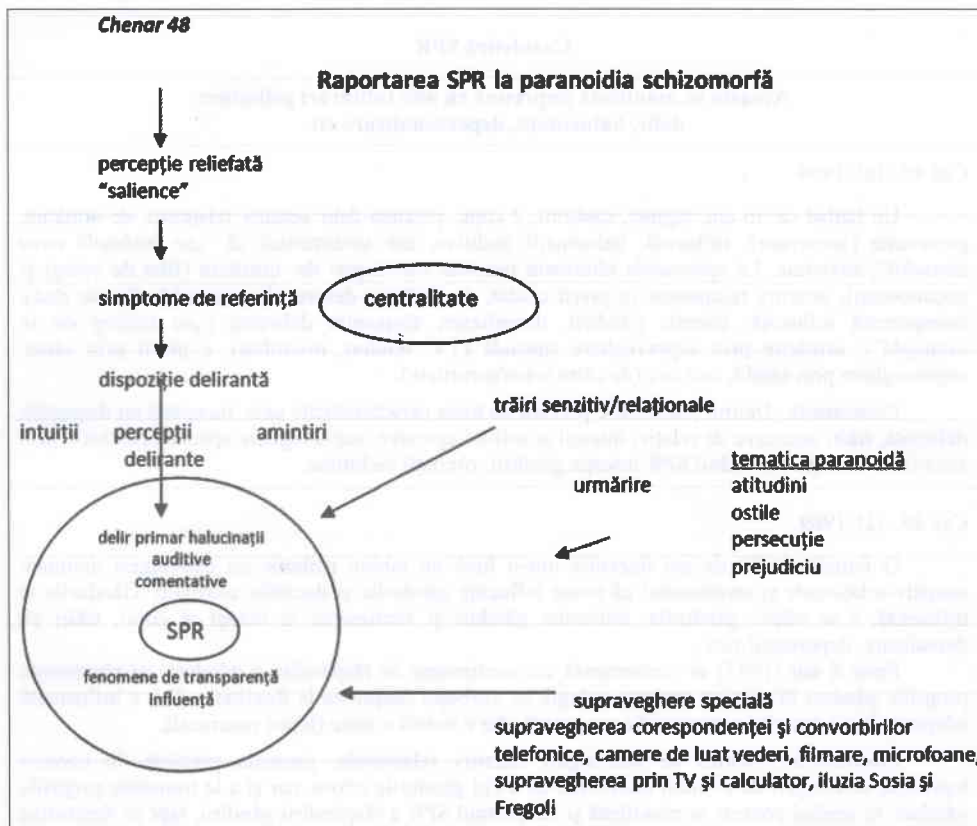 Chenar 48
Raportarea SPR la paranoidia schizomorfă
percepție reliefată
"salience"
simptome de referință
centralitate
dispoziție delirantă
intuiții percepții amintiri
delirante
trăiri senzitiv/relaționale
tematica paranoidă
urmărire atitudini
ostile
persecuție
prejudiciu
delir primar halucinații
auditive
comentative
SPR
fenomene de transparență
influență
supraveghere specială
supravegherea corespondenței și convorbirilor
telefonice, camere de luat vederi, filmare, microfoane,
supravegherea prin TV și calculator, iluzia Sosia și
Fregoli